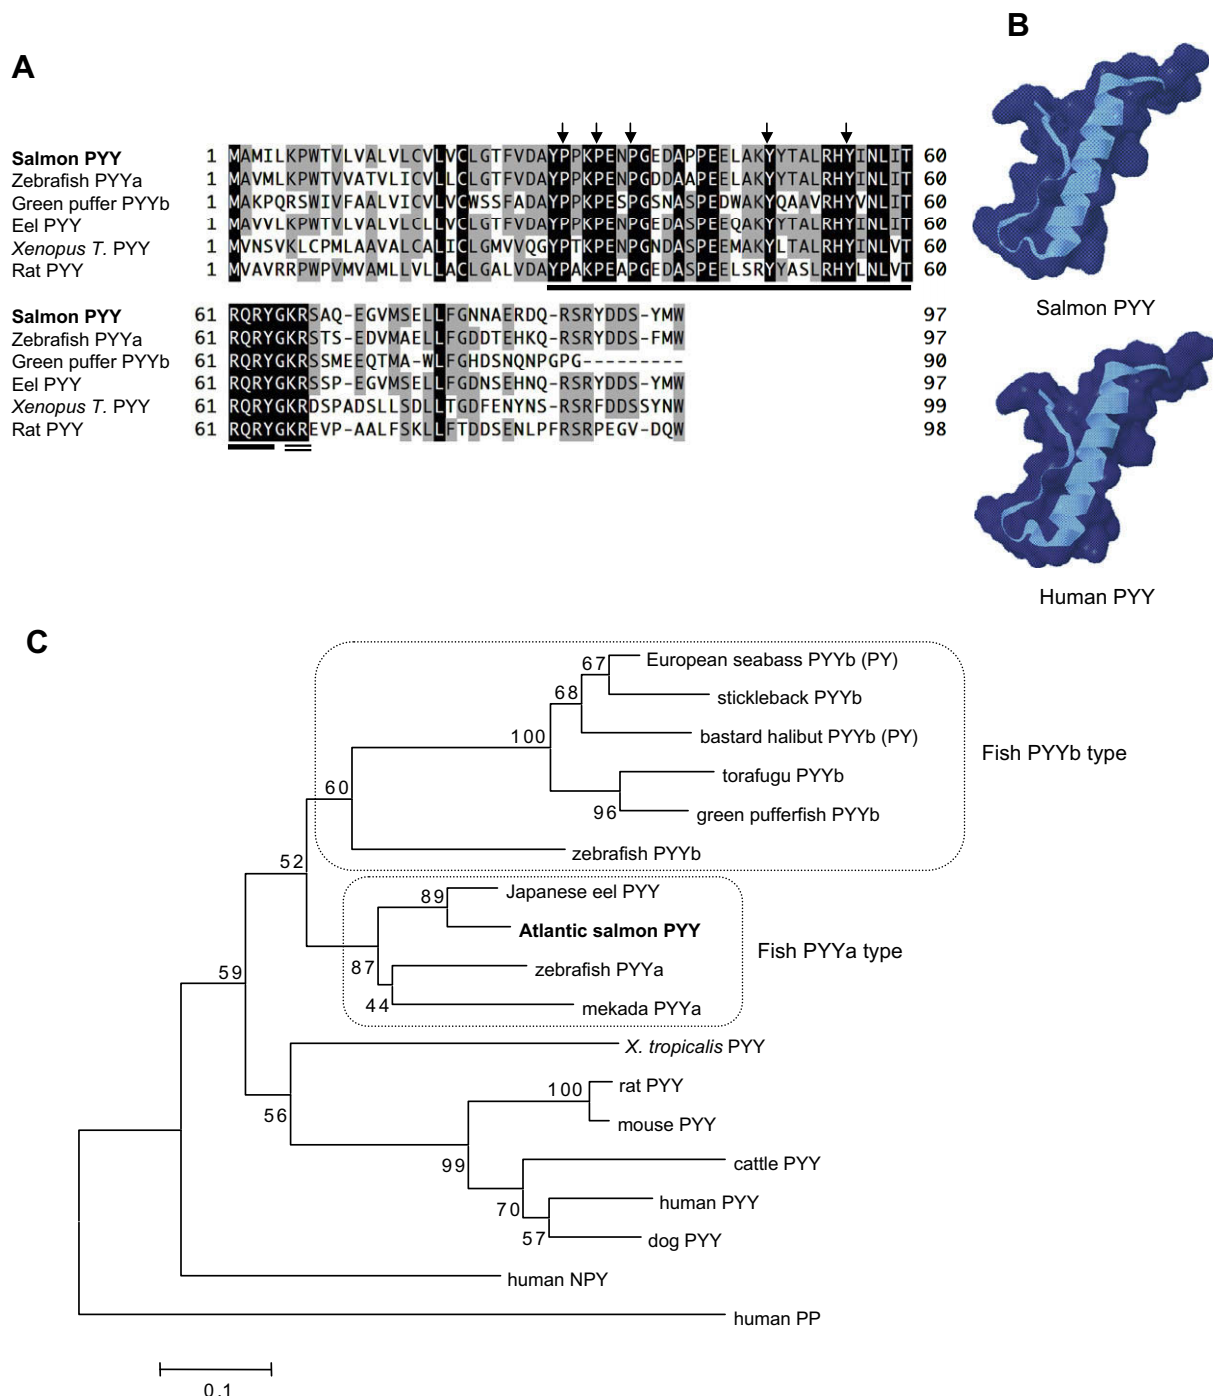 A
B
Salmon PYY 1 MAMILKPWTVLVALVLCVLVCLGTFVDAYPPKPENPGEDAPPEELAKYYTALRHYINLIT 60
Zebrafish PYYa 1 MAVMLKPWTVVATVLICVLLCLGTFVDAYPPKPENPGDDAAPEELAKYYTALRHYINLIT 60
Green puffer PYYb 1 MAKPQRSWIVFAALVICVLVCWSSFADAYPPKPESPGSNASPEDWAKYQAAVRHYVNLIT 60
Eel PYY 1 MAVVLKPWTVLVALVLCVLLCLGTFVDAYPPKPENPGEDASPEEQAKYYTALRHYINLIT 60
Xenopus T. PYY 1 MVNSVKLCPMLAAVALCALICLGMVVQGYPTKPENPGNDASPEEMAKYLTALRHYINLVT 60
Rat PYY 1 MVAVRRPWPVMVAMLLVLLACLGALVDAYPAKPEAPGEDASPEELSRYYASLRHYLNLVT 60
Salmon PYY 61 RQRYGKRSAQ-EGVMSELLFGNNAERDQ-RSRYDDS-YMW 97
Zebrafish PYYa 61 RQRYGKRSTS-EDVMAELLFGDDTEHKQ-RSRYDDS-FMW 97
Green puffer PYYb 61 RQRYGKRSSMEEQTMA-WLFGHDSNQNPGPG--------- 90
Eel PYY 61 RQRYGKRSSP-EGVMSELLFGDNSEHNQ-RSRYDDS-YMW 97
Xenopus T. PYY 61 RQRYGKRDSPADSLLSDLLTGDFENYNS-RSRFDDSSYNW 99
Rat PYY 61 RQRYGKREVP-AALFSKLLFTDDSENLPFRSRPEGV-DQW 98
Salmon PYY
Human PYY
C
67 European seabass PYYb (PY)
68 stickleback PYYb
100 bastard halibut PYYb (PY)
Fish PYYb type
torafugu PYYb
60
96 green pufferfish PYYb
zebrafish PYYb
52
89 Japanese eel PYY
Atlantic salmon PYY
Fish PYYa type
87 zebrafish PYYa
59
44 mekada PYYa
X. tropicalis PYY
100 rat PYY
56 mouse PYY
99 cattle PYY
70 human PYY
57 dog PYY
human NPY
human PP
0.1